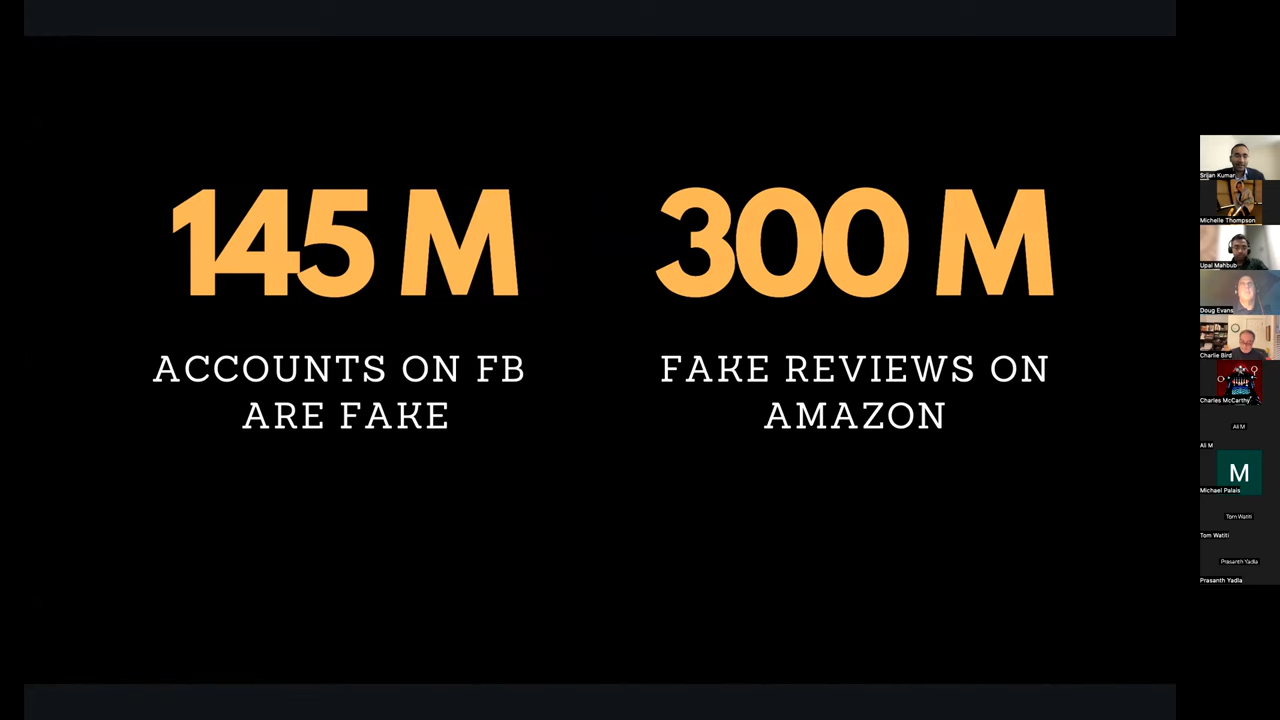 145 M
ACCOUNTS ON FB
ARE FAKE
300 M
FAKE REVIEWS ON
AMAZON
Srijan Kumar
Michelle Thompson
Upal Mahbub
Doug Evans
Charlie Bird
Charles McCarthy
Ali M
Ali M
M
Michael Palais
Tom Watiti
Tom Watiti
Prasanth Yadla
Prasanth Yadla